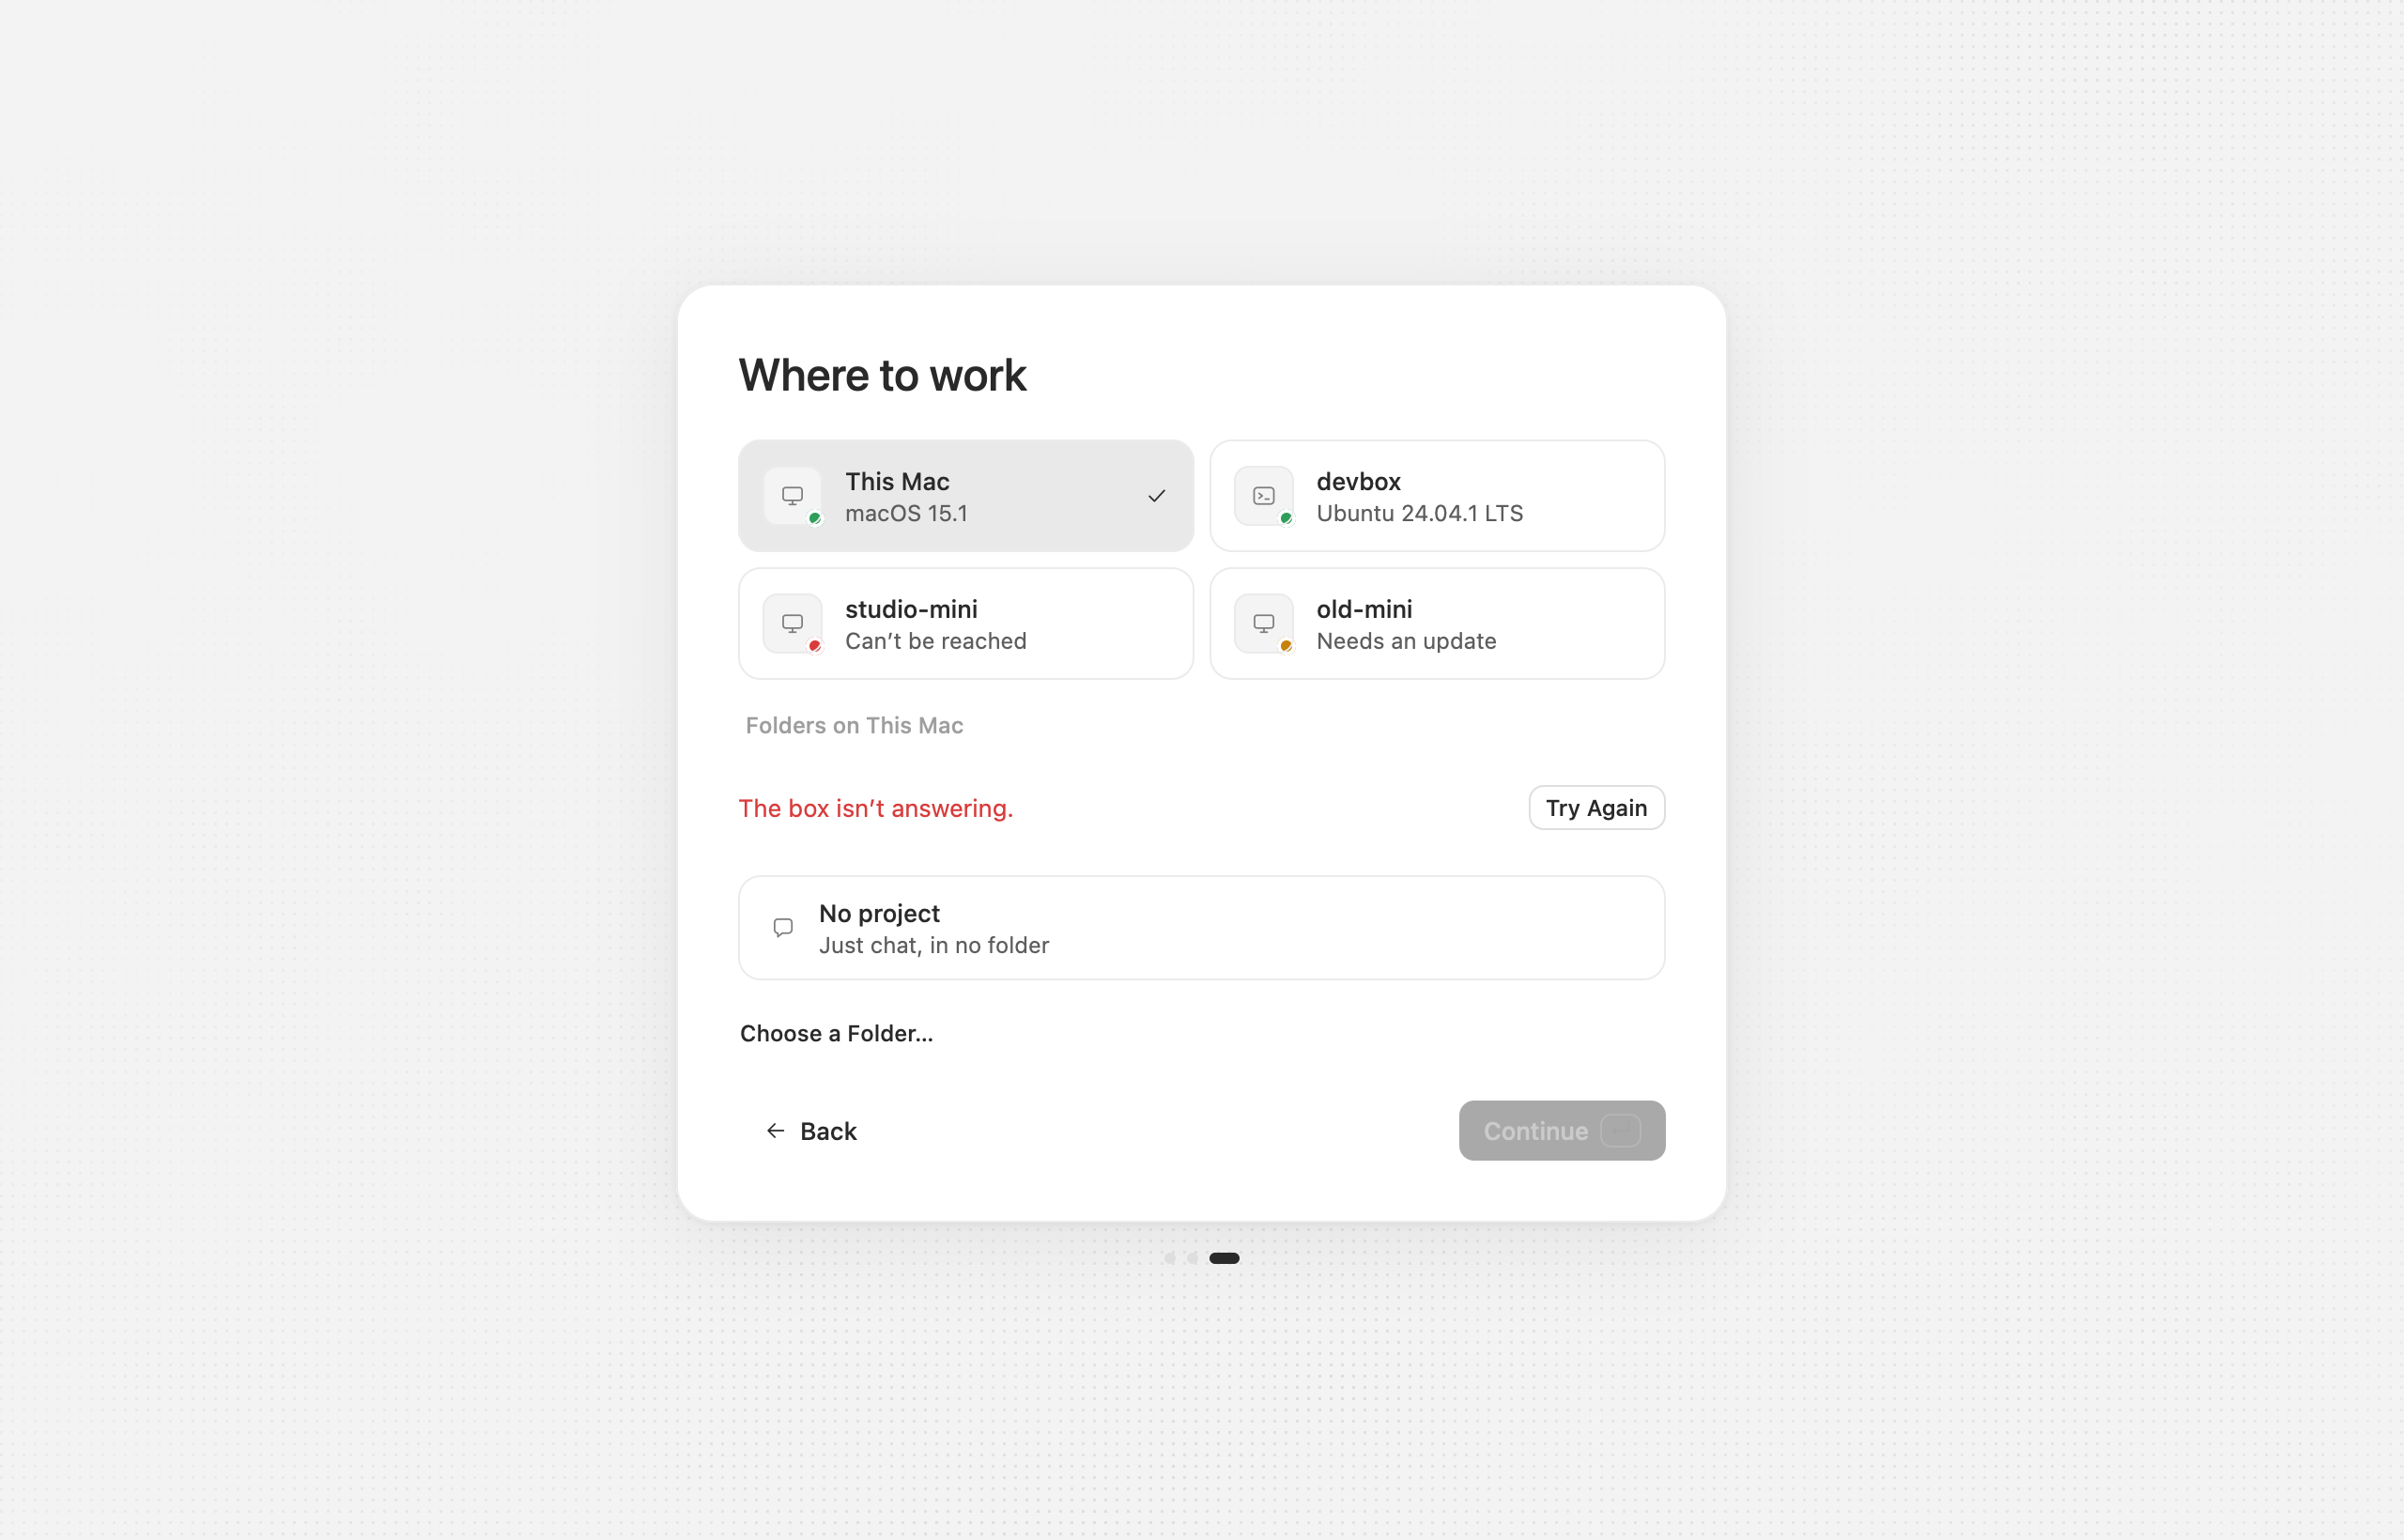 Where to work
This Mac
macOS 15.1
devbox
Ubuntu 24.04.1 LTS
studio-mini
Can’t be reached
old-mini
Needs an update
Folders on This Mac
The box isn’t answering.
Try Again
No project
Just chat, in no folder
Choose a Folder...
Back
Continue